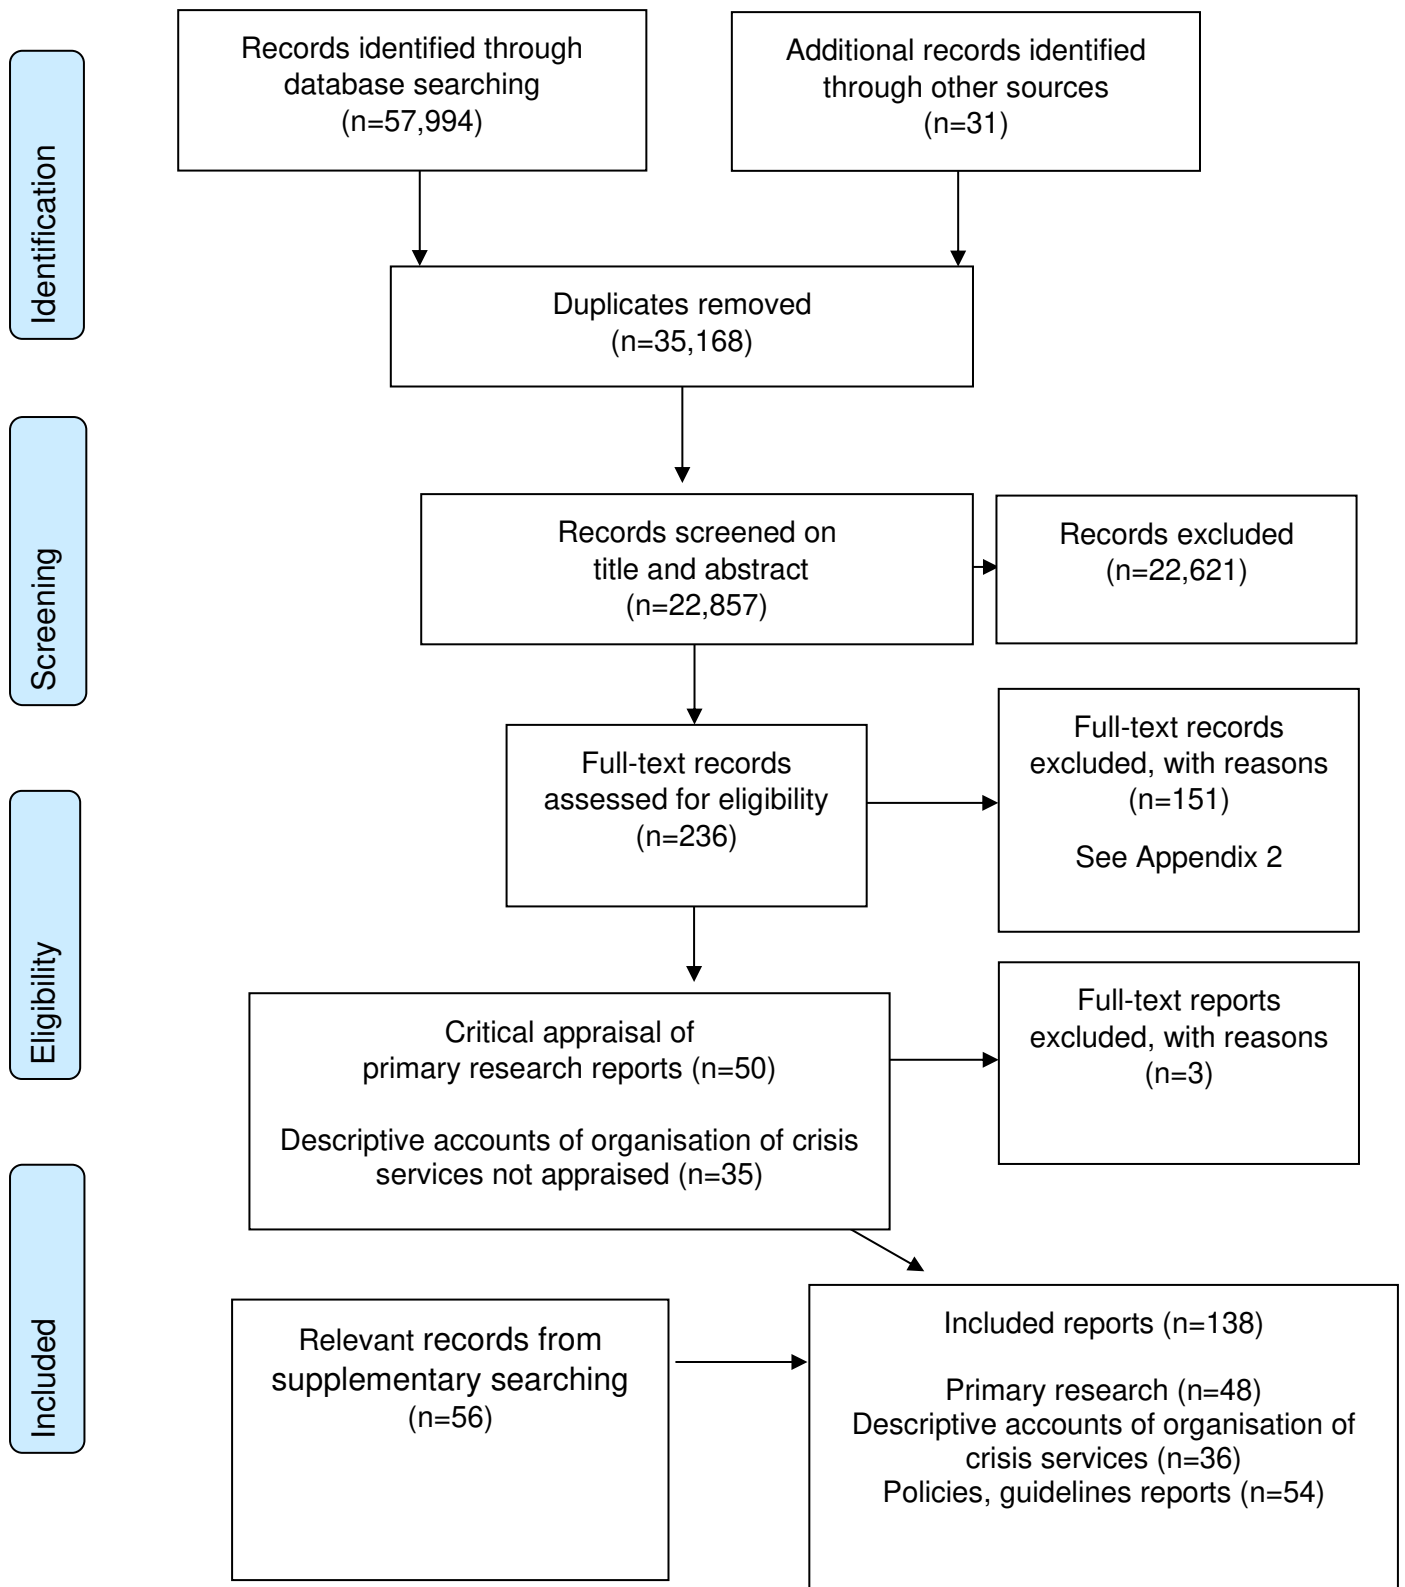 Identification
Records identified through
database searching
(n=57,994)
Additional records identified
through other sources
(n=31)
Duplicates removed
(n=35,168)
Screening
Records screened on
title and abstract
(n=22,857)
Records excluded
(n=22,621)
Eligibility
Full-text records
assessed for eligibility
(n=236)
Full-text records
excluded, with reasons
(n=151)
See Appendix 2
Critical appraisal of
primary research reports (n=50)
Descriptive accounts of organisation of crisis
services not appraised (n=35)
Full-text reports
excluded, with reasons
(n=3)
Included
Relevant records from
supplementary searching
(n=56)
Included reports (n=138)
Primary research (n=48)
Descriptive accounts of organisation of
crisis services (n=36)
Policies, guidelines reports (n=54)